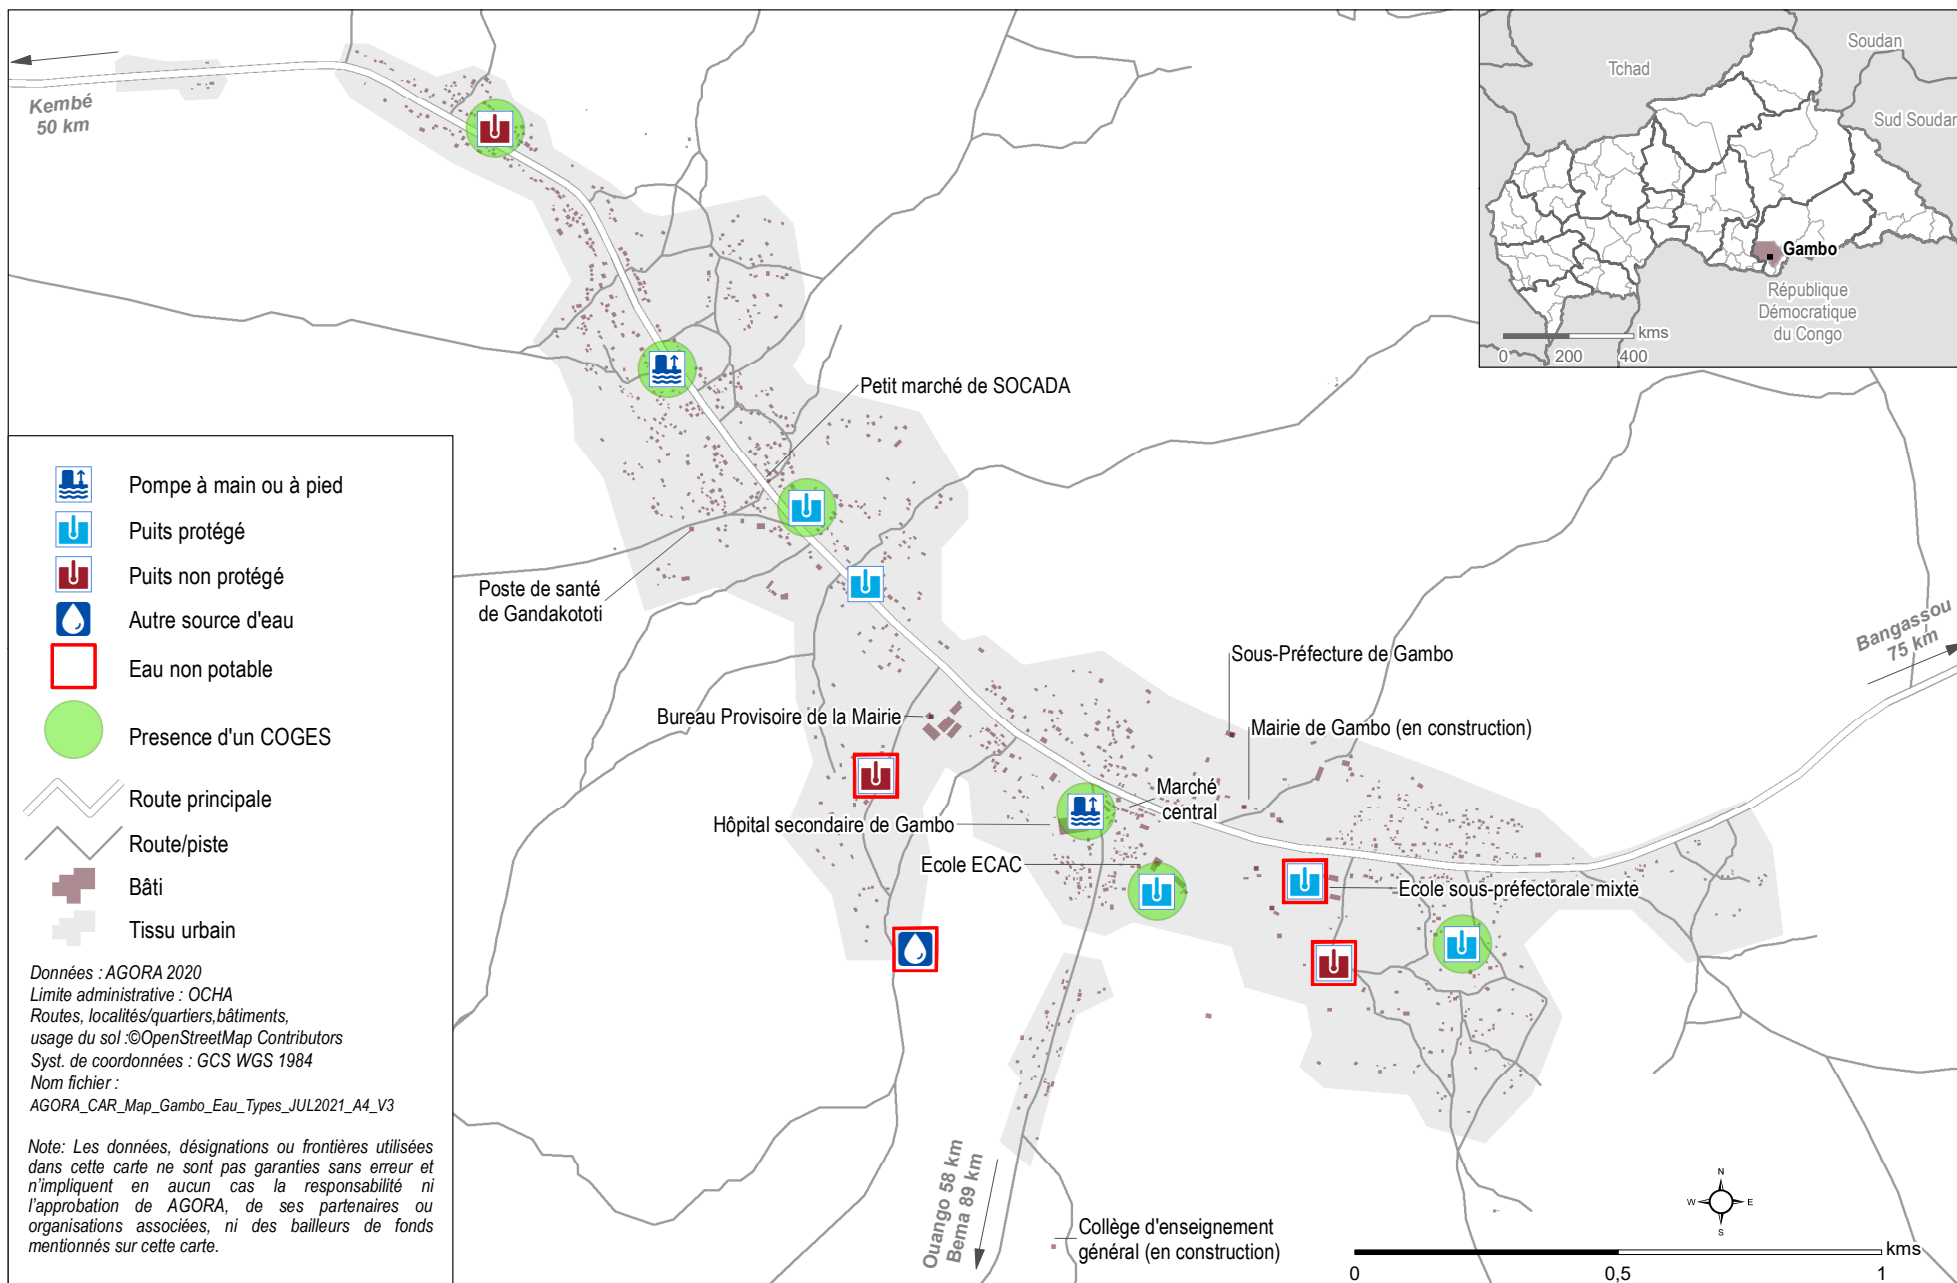 Kembé
50 km
Soudan
Tchad
Sud Soudan
Gambo
République
Démocratique
du Congo
kms
0
200
400
Petit marché de SOCADA
Poste de santé
de Gandakototi
Bangassou
75 km
Sous-Préfecture de Gambo
Bureau Provisoire de la Mairie
Mairie de Gambo (en construction)
Marché
central
Hôpital secondaire de Gambo
Ecole ECAC
Ecole sous-préfectorale mixte
Ouango 58 km
Bema 89 km
Collège d'enseignement
général (en construction)
N
W
E
S
kms
0
0,5
1
Pompe à main ou à pied
Puits protégé
Puits non protégé
Autre source d'eau
Eau non potable
Presence d'un COGES
Route principale
Route/piste
Bâti
Tissu urbain
Données : AGORA 2020
Limite administrative : OCHA
Routes, localités/quartiers,bâtiments,
usage du sol :©OpenStreetMap Contributors
Syst. de coordonnées : GCS WGS 1984
Nom fichier :
AGORA_CAR_Map_Gambo_Eau_Types_JUL2021_A4_V3
Note: Les données, désignations ou frontières utilisées
dans cette carte ne sont pas garanties sans erreur et
n'impliquent en aucun cas la responsabilité ni
l'approbation de AGORA, de ses partenaires ou
organisations associées, ni des bailleurs de fonds
mentionnés sur cette carte.